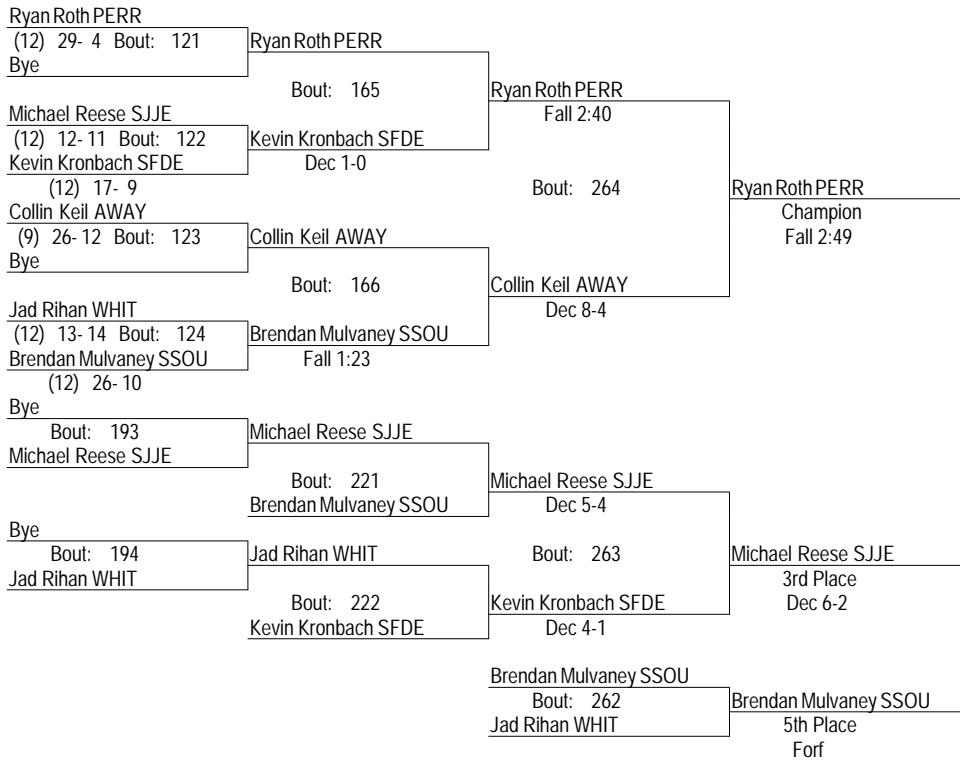 Ryan Roth PERR
(12) 29- 4 Bout: 121
Bye
Ryan Roth PERR
Bout: 165
Michael Reese SJJE
(12) 12- 11 Bout: 122
Kevin Kronbach SFDE
(12) 17- 9
Kevin Kronbach SFDE
Dec 1-0
Ryan Roth PERR
Fall 2:40
Bout: 264
Collin Keil AWAY
(9) 26- 12 Bout: 123
Bye
Collin Keil AWAY
Bout: 166
Jad Rihan WHIT
(12) 13- 14 Bout: 124
Brendan Mulvaney SSOU
(12) 26- 10
Brendan Mulvaney SSOU
Fall 1:23
Collin Keil AWAY
Dec 8-4
Ryan Roth PERR
Champion
Fall 2:49
Bye
Bout: 193
Michael Reese SJJE
Michael Reese SJJE
Bout: 221
Brendan Mulvaney SSOU
Michael Reese SJJE
Dec 5-4
Bout: 263
Bye
Bout: 194
Jad Rihan WHIT
Jad Rihan WHIT
Bout: 222
Kevin Kronbach SFDE
Kevin Kronbach SFDE
Dec 4-1
Michael Reese SJJE
3rd Place
Dec 6-2
Brendan Mulvaney SSOU
Bout: 262
Jad Rihan WHIT
Brendan Mulvaney SSOU
5th Place
Forf